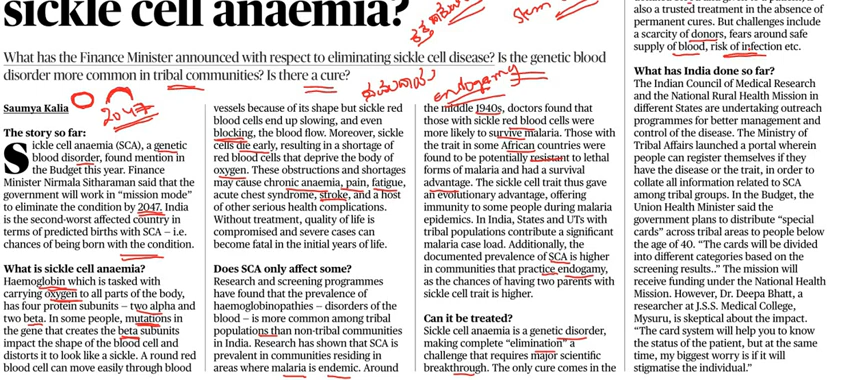 sickle cell anaemia?
Stem
What has the Finance Minister announced with respect to eliminating sickle cell disease? Is the genetic blood
disorder more common in tribal communities? Is there a cure?
endogamy
Saumya Kalia
2047
The story so far:
Sickle cell anaemia (SCA), a genetic
blood disorder, found mention in
the Budget this year. Finance
Minister Nirmala Sitharaman said that the
government will work in “mission mode”
to eliminate the condition by 2047. India
is the second-worst affected country in
terms of predicted births with SCA – i.e.
chances of being born with the condition.
What is sickle cell anaemia?
Haemoglobin which is tasked with
carrying oxygen to all parts of the body,
has four protein subunits – two alpha and
two beta. In some people, mutations in
the gene that creates the beta subunits
impact the shape of the blood cell and
distorts it to look like a sickle. A round red
blood cell can move easily through blood
vessels because of its shape but sickle red
blood cells end up slowing, and even
blocking, the blood flow. Moreover, sickle
cells die early, resulting in a shortage of
red blood cells that deprive the body of
oxygen. These obstructions and shortages
may cause chronic anaemia, pain, fatigue,
acute chest syndrome, stroke, and a host
of other serious health complications.
Without treatment, quality of life is
compromised and severe cases can
become fatal in the initial years of life.
Does SCA only affect some?
Research and screening programmes
have found that the prevalence of
haemoglobinopathies – disorders of the
blood – is more common among tribal
populations than non-tribal communities
in India. Research has shown that SCA is
prevalent in communities residing in
areas where malaria is endemic. Around
the middle 1940s, doctors found that
those with sickle red blood cells were
more likely to survive malaria. Those with
the trait in some African countries were
found to be potentially resistant to lethal
forms of malaria and had a survival
advantage. The sickle cell trait thus gave
an evolutionary advantage, offering
immunity to some people during malaria
epidemics. In India, States and UTs with
tribal populations contribute a significant
malaria case load. Additionally, the
documented prevalence of SCA is higher
in communities that practice endogamy,
as the chances of having two parents with
sickle cell trait is higher.
Can it be treated?
Sickle cell anaemia is a genetic disorder,
making complete “elimination” a
challenge that requires major scientific
breakthrough. The only cure comes in the
also a trusted treatment in the absence of
permanent cures. But challenges include
a scarcity of donors, fears around safe
supply of blood, risk of infection etc.
What has India done so far?
The Indian Council of Medical Research
and the National Rural Health Mission in
different States are undertaking outreach
programmes for better management and
control of the disease. The Ministry of
Tribal Affairs launched a portal wherein
people can register themselves if they
have the disease or the trait, in order to
collate all information related to SCA
among tribal groups. In the Budget, the
Union Health Minister said the
government plans to distribute “special
cards” across tribal areas to people below
the age of 40. “The cards will be divided
into different categories based on the
screening results..” The mission will
receive funding under the National Health
Mission. However, Dr. Deepa Bhatt, a
researcher at J.S.S. Medical College,
Mysuru, is skeptical about the impact.
“The card system will help you to know
the status of the patient, but at the same
time, my biggest worry is if it will
stigmatise the individual.”